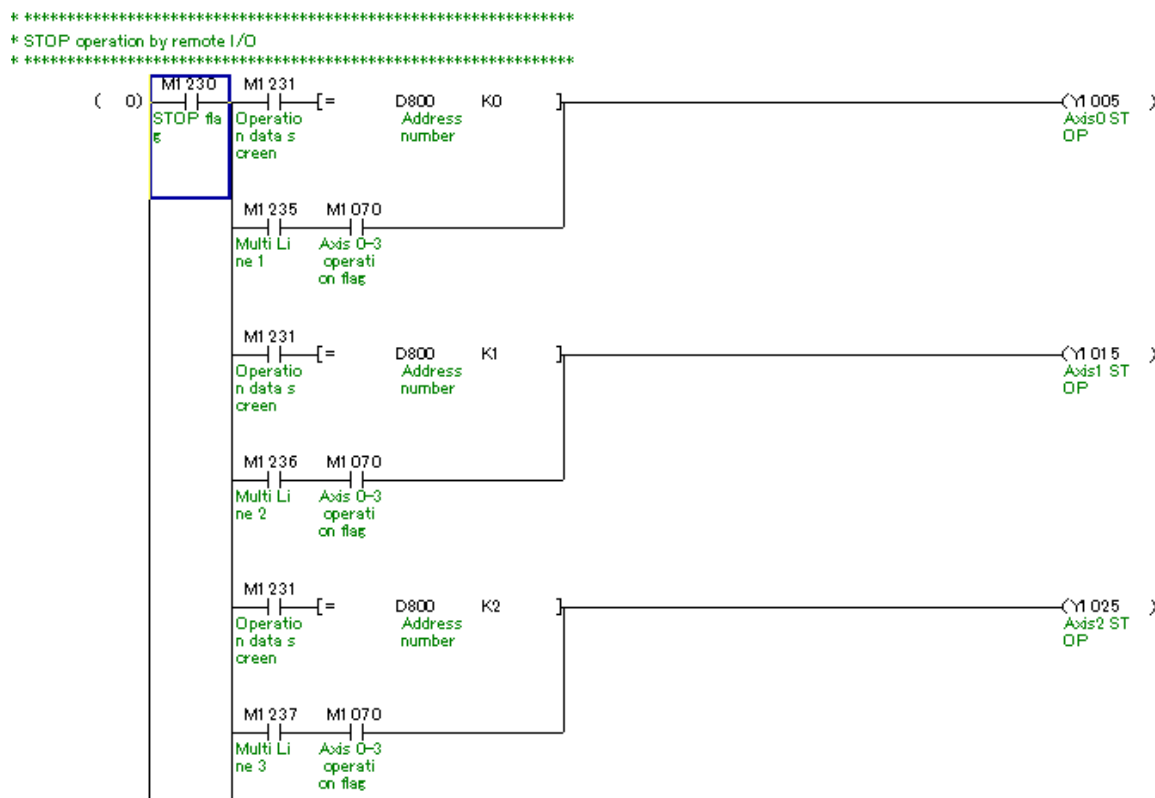 * ****************************************************************
* STOP operation by remote I/O
* ****************************************************************
M1230 M1231
( 0) [= D800 K0 ] (Y1005 )
STOP fla Operatio Address Axis0 ST
g n data s number OP
creen
M1235 M1070
Multi Li Axis 0-3
ne 1 operati
on flag
M1231
[= D800 K1 ] (Y1015 )
Operatio Address Axis1 ST
n data s number OP
creen
M1236 M1070
Multi Li Axis 0-3
ne 2 operati
on flag
M1231
[= D800 K2 ] (Y1025 )
Operatio Address Axis2 ST
n data s number OP
creen
M1237 M1070
Multi Li Axis 0-3
ne 3 operati
on flag